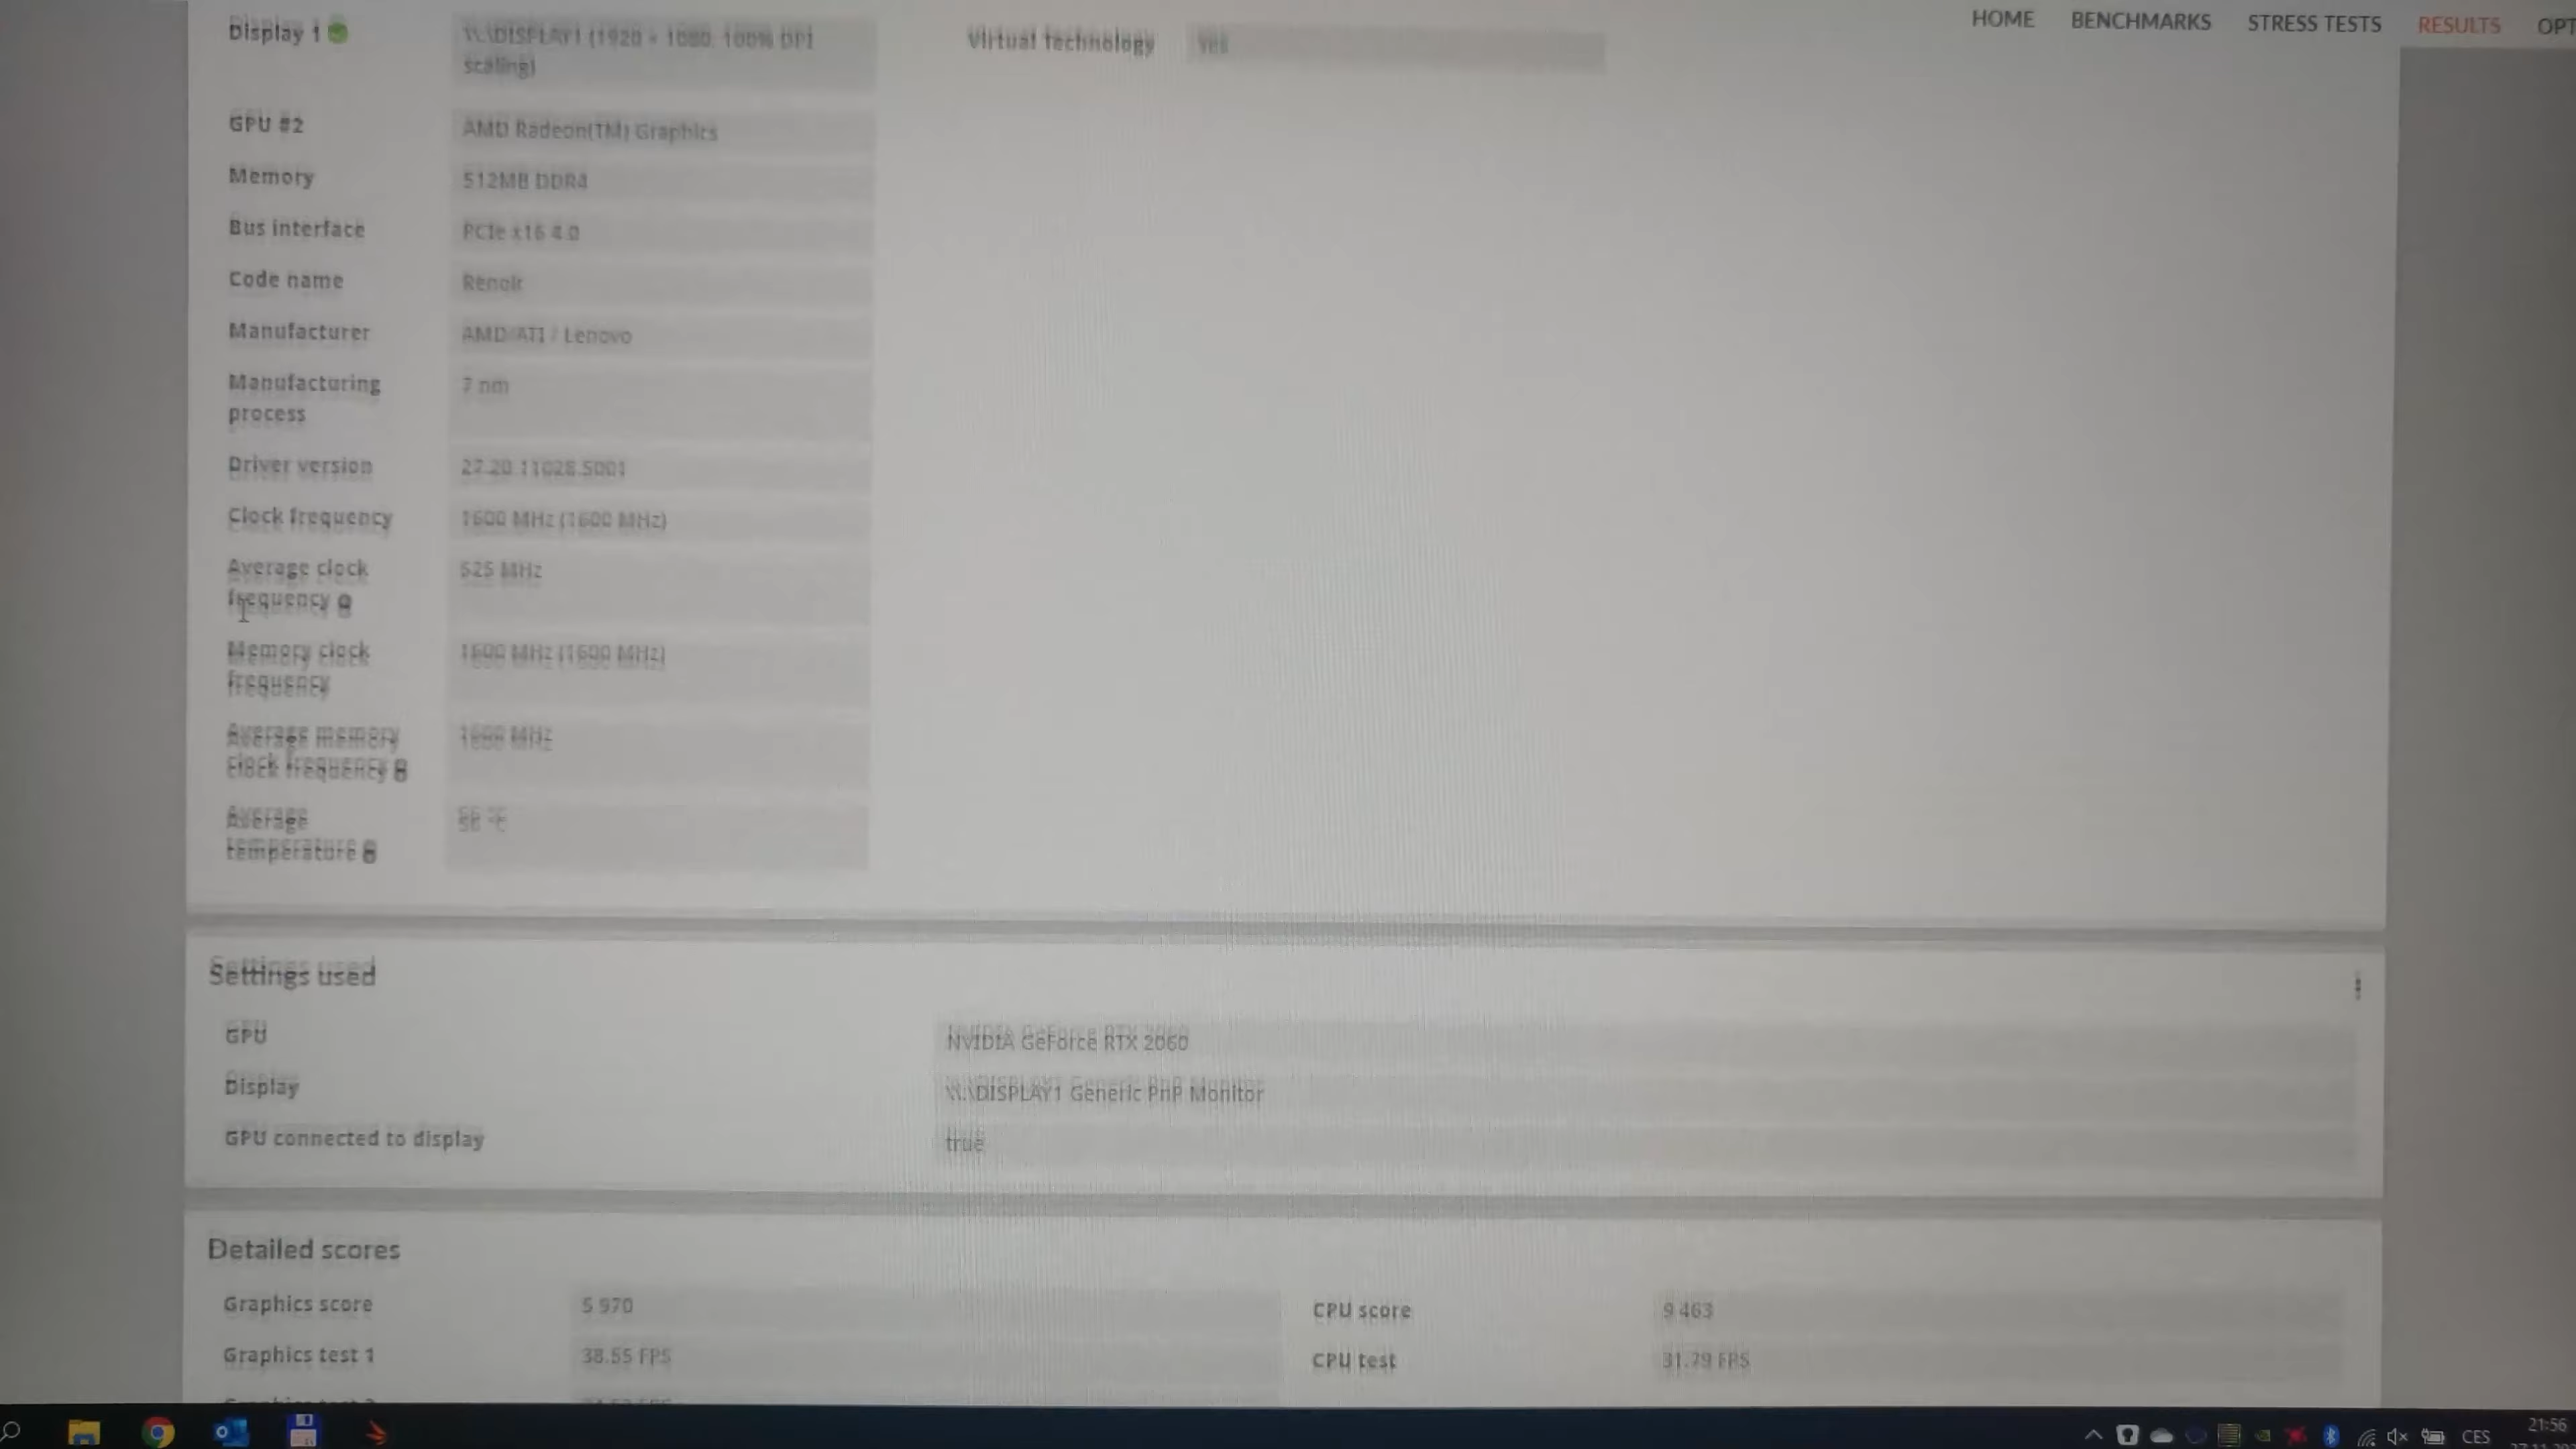 HOME BENCHMARKS STRESS TESTS RESULTS OPT
Display 1 \\.\DISPLAY1 (1920 × 1080, 100% DPI
scaling)
Virtual technology Yes
GPU #2 AMD Radeon(TM) Graphics
Memory 512MB DDR4
Bus interface PCIe x16 4.0
Code name Renoir
Manufacturer AMD/ATI / Lenovo
Manufacturing
process
7 nm
Driver version 27.20.11028.5001
Clock frequency 1600 MHz (1600 MHz)
Average clock
frequency
525 MHz
Memory clock
frequency
1600 MHz (1600 MHz)
Average memory
clock frequency
1600 MHz
Average
temperature
°C
Settings used
GPU NVIDIA GeForce RTX 2060
Display \\.\DISPLAY1 Generic PnP Monitor
GPU connected to display true
Detailed scores
Graphics score 5 970 CPU score 9 463
Graphics test 1 38.55 FPS CPU test 31.79 FPS
CES
21:56